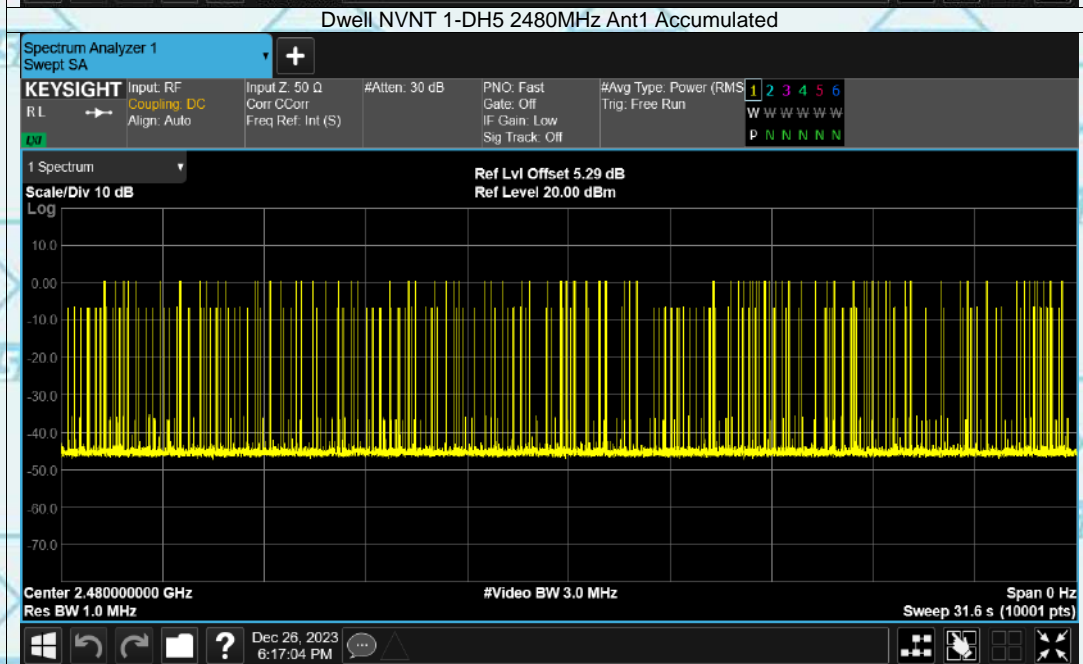 Dwell NVNT 1-DH5 2480MHz Ant1 Accumulated
Spectrum Analyzer 1
Swept SA
+
KEYSIGHT Input: RF Input Z: 50 Ω #Atten: 30 dB PNO: Fast #Avg Type: Power (RMS 1 2 3 4 5 6
R L Coupling: DC Corr CCorr Gate: Off Trig: Free Run W W W W W W
Align: Auto Freq Ref: Int (S) IF Gain: Low
LXI Sig Track: Off P N N N N N
1 Spectrum Ref Lvl Offset 5.29 dB
Scale/Div 10 dB Ref Level 20.00 dBm
Log
10.0
0.00
-10.0
-20.0
-30.0
-40.0
-50.0
-60.0
-70.0
Center 2.480000000 GHz #Video BW 3.0 MHz Span 0 Hz
Res BW 1.0 MHz Sweep 31.6 s (10001 pts)
? Dec 26, 2023
6:17:04 PM